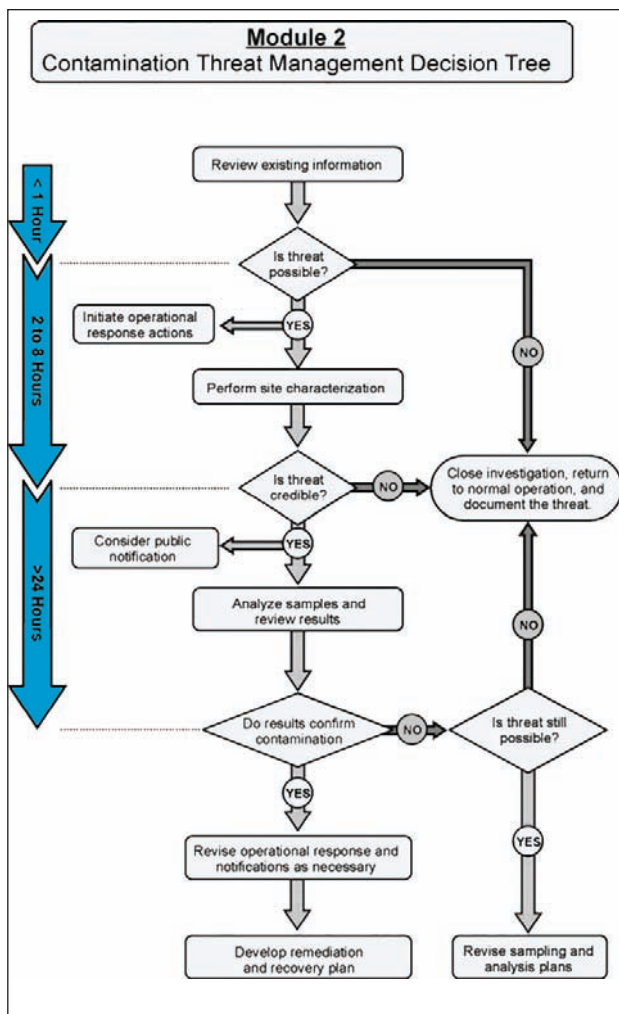 Module 2
Contamination Threat Management Decision Tree
Review existing information
< 1 Hour
Is threat
possible?
Initiate operational
response actions
YES
NO
2 to 8 Hours
Perform site characterization
Is threat
credible?
NO
Close investigation, return
to normal operation, and
document the threat.
Consider public
notification
YES
>24 Hours
Analyze samples and
review results
NO
Do results confirm
contamination
NO
Is threat still
possible?
YES
YES
Revise operational response and
notifications as necessary
Develop remediation
and recovery plan
Revise sampling and
analysis plans